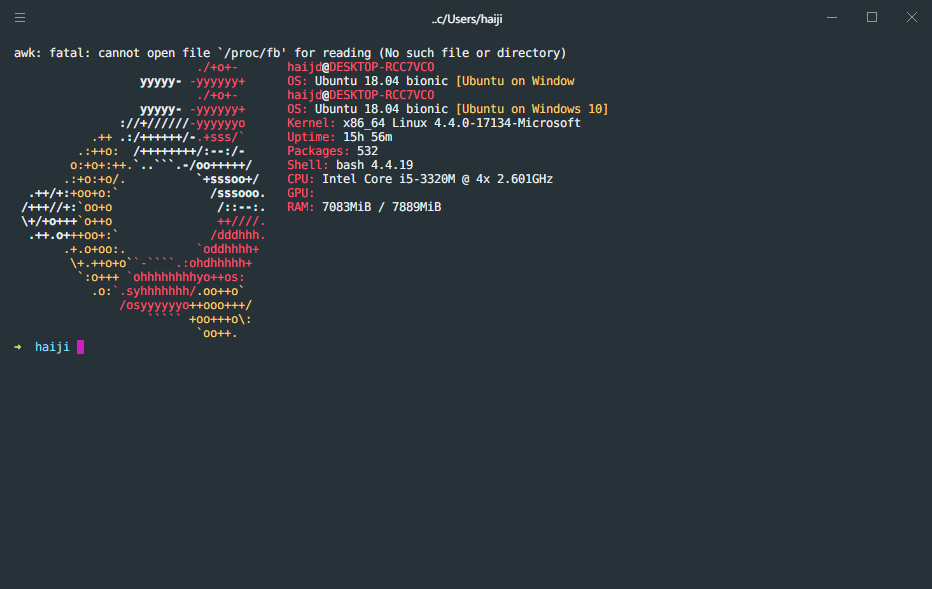 ..c/Users/haiji
awk: fatal: cannot open file `/proc/fb' for reading (No such file or directory)
                          ./+o+-       haijd@DESKTOP-RCC7VCO
                  yyyyy- -yyyyyy+      OS: Ubuntu 18.04 bionic [Ubuntu on Window
                          ./+o+-       haijd@DESKTOP-RCC7VCO
                  yyyyy- -yyyyyy+      OS: Ubuntu 18.04 bionic [Ubuntu on Windows 10]
               ://+//////-yyyyyyo      Kernel: x86_64 Linux 4.4.0-17134-Microsoft
           .++ .:/++++++/-.+sss/`      Uptime: 15h 56m
         .:++o:  /++++++++/:--:/-      Packages: 532
        o:+o+:++.`..```.-/oo+++++/     Shell: bash 4.4.19
       .:+o:+o/.          `+sssoo+/    CPU: Intel Core i5-3320M @ 4x 2.601GHz
  .++/+:+oo+o:`             /sssooo.   GPU:
 /+++//+:`oo+o               /::--:.   RAM: 7083MiB / 7889MiB
 \+/+o+++`o++o               ++////.
  .++.o+++oo+:`             /dddhhh.
       .+.o+oo:.          `oddhhhh+
        \+.++o+o``-````.:ohdhhhhh+
         `:o+++ `ohhhhhhhhyo++os:
           .o:`.syhhhhhhh/.oo++o`
               /osyyyyyyo++ooo+++/
                   ````` +oo+++o\:
                          `oo++.
➜  haiji